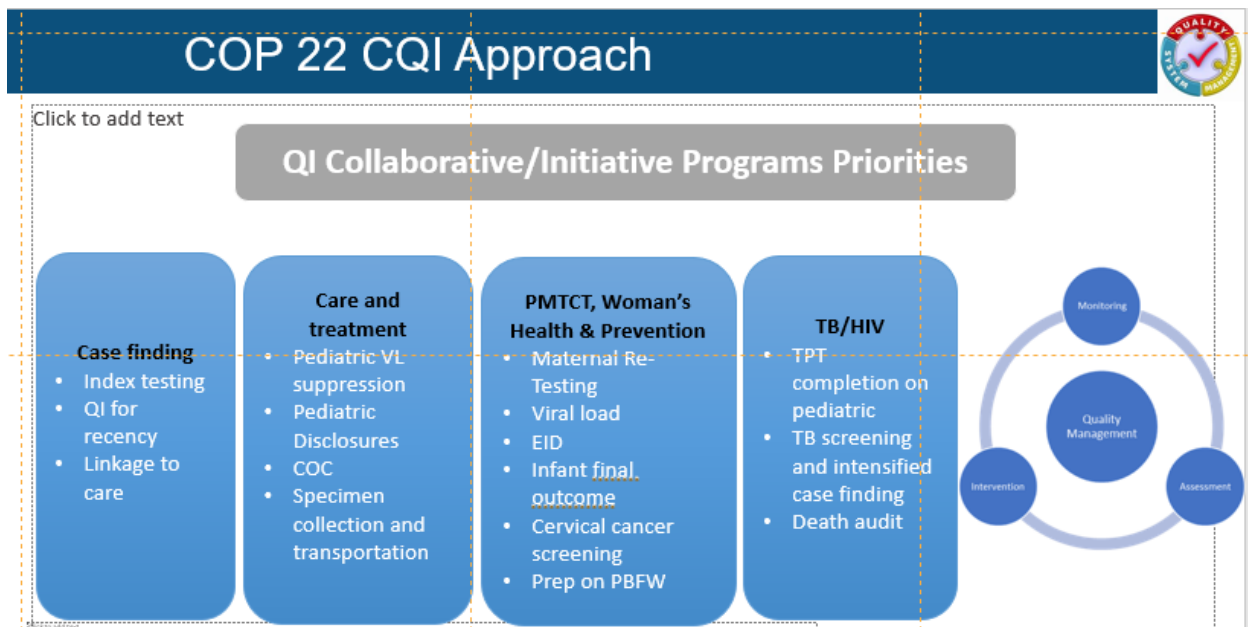 COP 22 CQI Approach
QUALITY
MANAGEMENT
SYSTEM
Click to add text
QI Collaborative/Initiative Programs Priorities
Case finding
• Index testing
• QI for
recency
• Linkage to
care
Care and
treatment
• Pediatric VL
suppression
• Pediatric
Disclosures
• COC
• Specimen
collection and
transportation
PMTCT, Woman’s
Health & Prevention
• Maternal Re-
Testing
• Viral load
• EID
• Infant final
outcome
• Cervical cancer
screening
• Prep on PBFW
TB/HIV
• TPT
completion on
pediatric
• TB screening
and intensified
case finding
• Death audit
Monitoring
Quality
Management
Intervention
Assessment